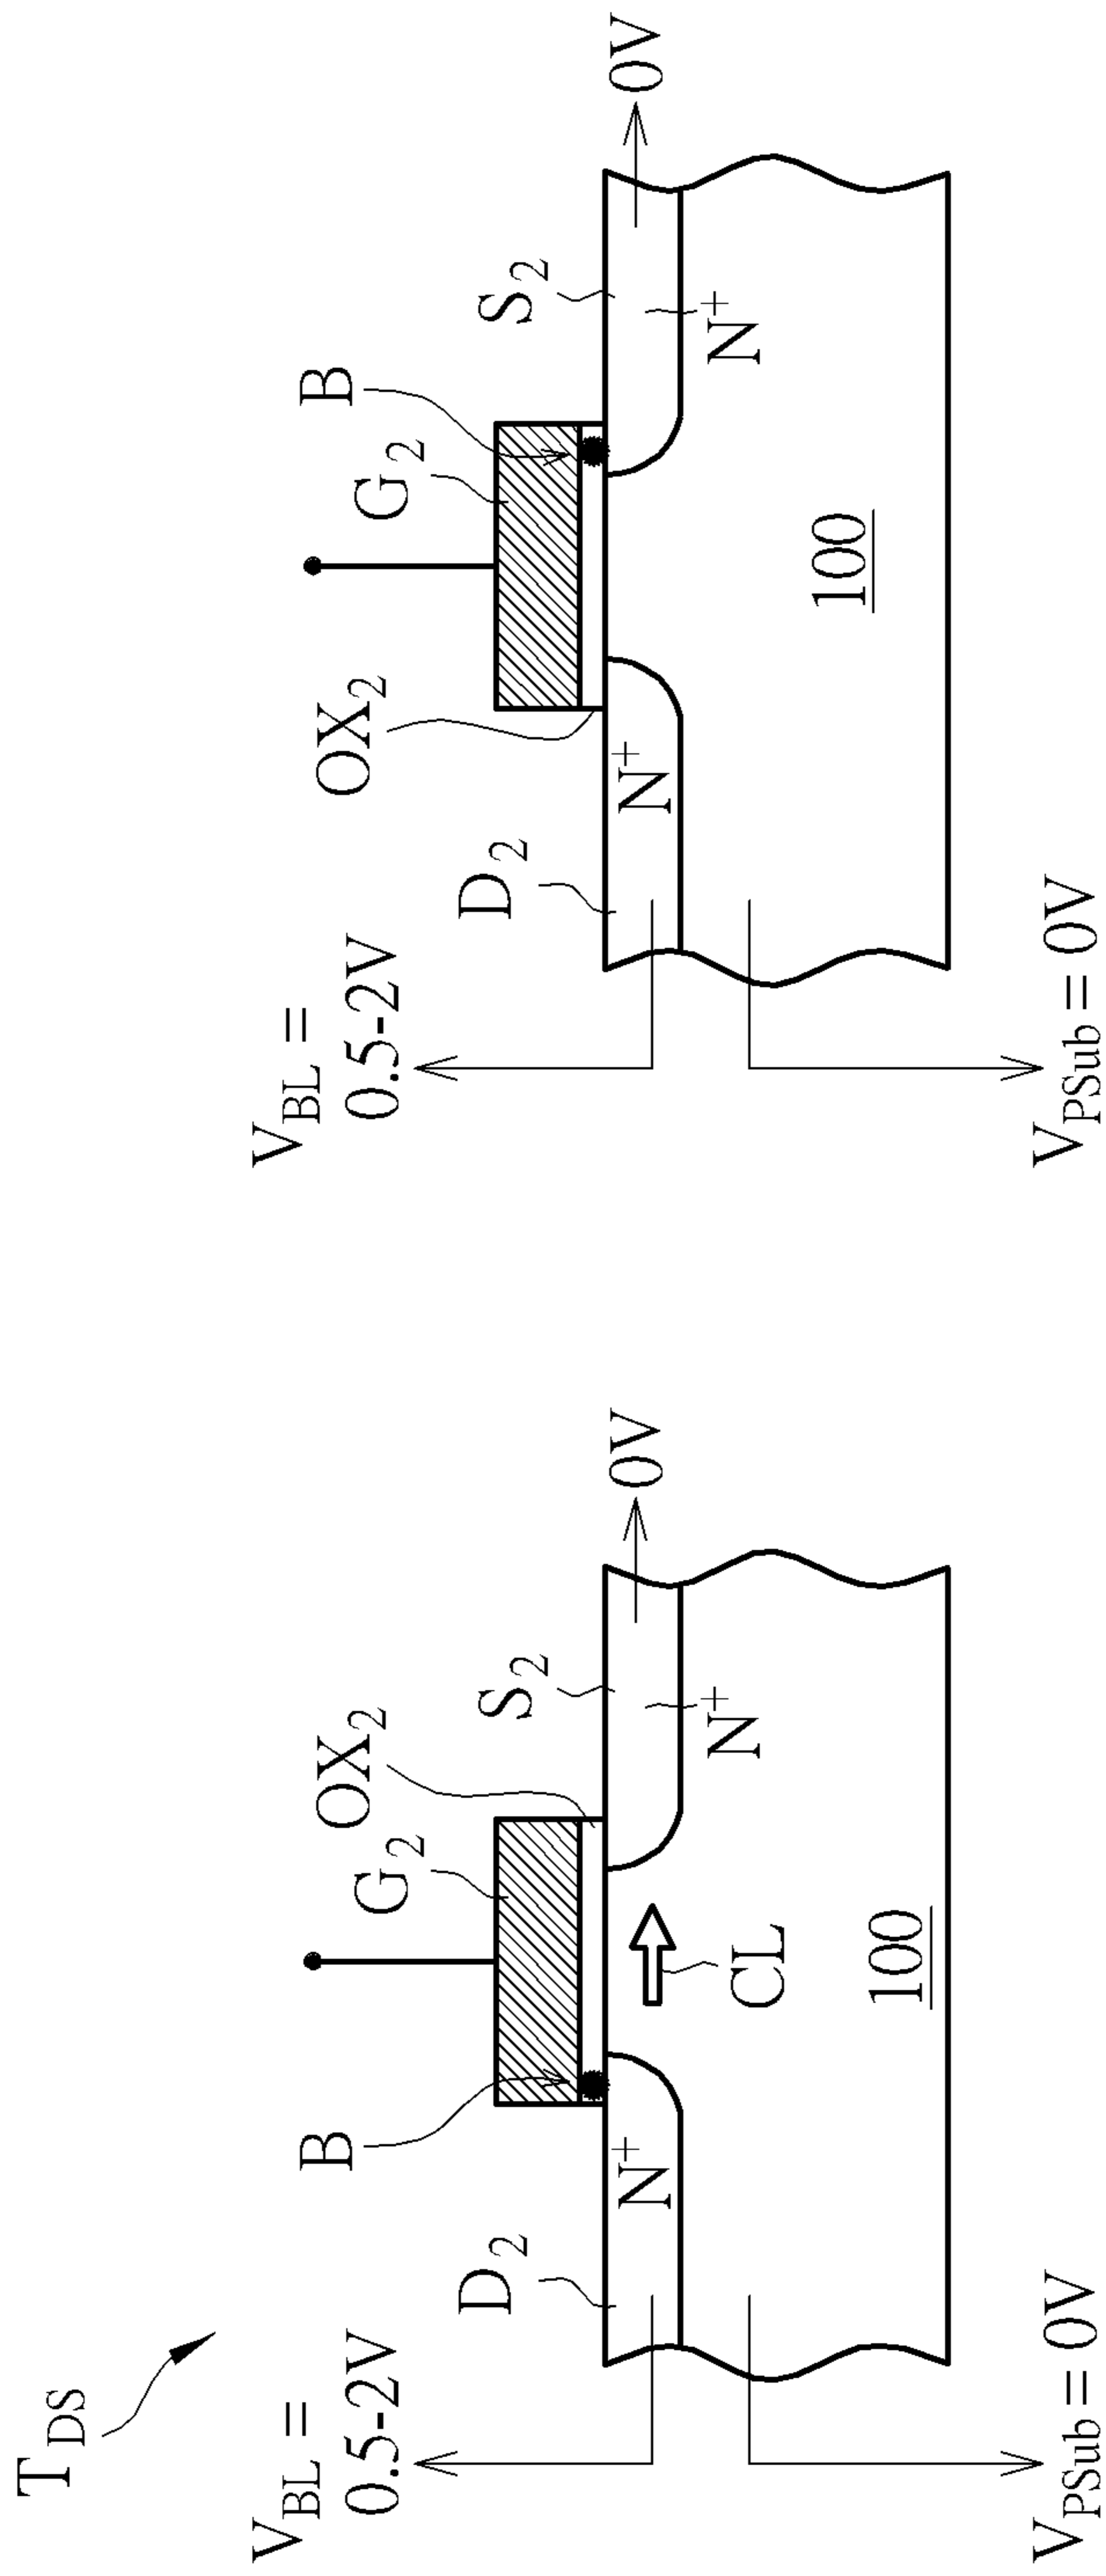 T_DS
V_BL =
0.5-2V
D_2
B
G_2
OX_2
S_2
N^+
N^+
0V
CL
100
V_PSub = 0V
V_BL =
0.5-2V
D_2
OX_2
G_2
B
S_2
N^+
N^+
0V
100
V_PSub = 0V